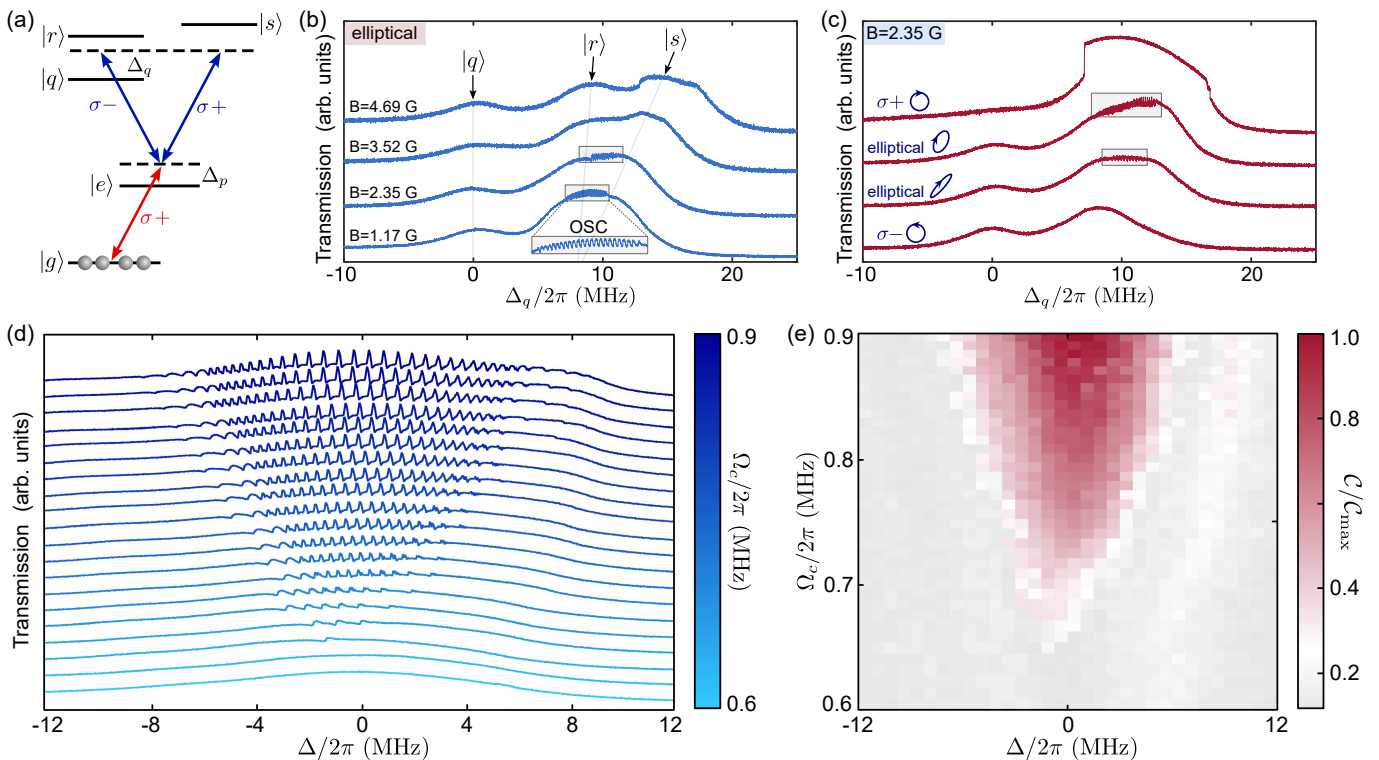 (a)
|r⟩
|s⟩
Δq
|q⟩
σ−
σ+
|e⟩
Δp
σ+
|g⟩
(b)
elliptical
|q⟩
|r⟩
|s⟩
B=4.69 G
B=3.52 G
B=2.35 G
B=1.17 G
OSC
Transmission (arb. units)
-10
0
10
20
Δq/2π (MHz)
(c)
B=2.35 G
σ+
elliptical
elliptical
σ−
Transmission (arb. units)
-10
0
10
20
Δq/2π (MHz)
(d)
Transmission (arb. units)
-12
-8
-4
0
4
8
12
Δ/2π (MHz)
0.9
Ωc/2π (MHz)
0.6
(e)
0.9
0.8
0.7
0.6
Ωc/2π (MHz)
-12
0
12
Δ/2π (MHz)
1.0
0.8
0.6
0.4
0.2
C/Cmax